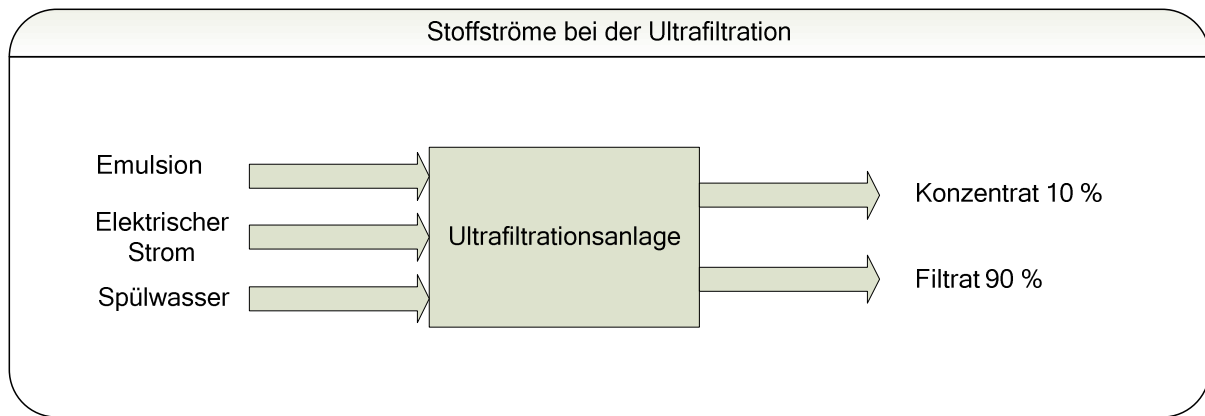 Stoffströme bei der Ultrafiltration
Emulsion
Elektrischer
Strom
Spülwasser
Ultrafiltrationsanlage
Konzentrat 10 %
Filtrat 90 %